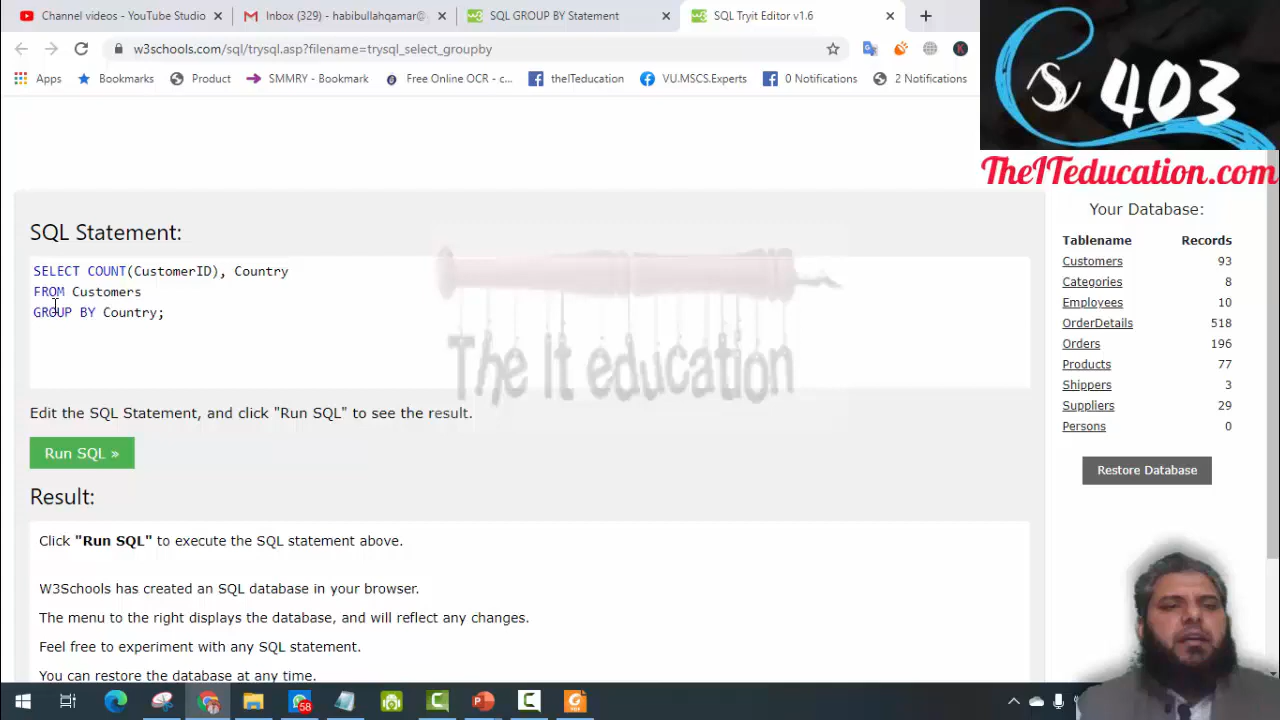 Channel videos - YouTube Studio
Inbox (329) - habibullahqamar@
SQL GROUP BY Statement
SQL Tryit Editor v1.6
w3schools.com/sql/trysql.asp?filename=trysql_select_groupby
Apps
Bookmarks
Product
SMMRY - Bookmark
Free Online OCR - c...
theITeducation
VU.MSCS.Experts
0 Notifications
2 Notifications
K
CS 403
TheITeducation.com
SQL Statement:
SELECT COUNT(CustomerID), Country
FROM Customers
GROUP BY Country;
The It education
Edit the SQL Statement, and click "Run SQL" to see the result.
Run SQL »
Result:
Click "Run SQL" to execute the SQL statement above.
W3Schools has created an SQL database in your browser.
The menu to the right displays the database, and will reflect any changes.
Feel free to experiment with any SQL statement.
You can restore the database at any time.
Your Database:
Tablename Records
Customers 93
Categories 8
Employees 10
OrderDetails 518
Orders 196
Products 77
Shippers 3
Suppliers 29
Persons 0
Restore Database
58